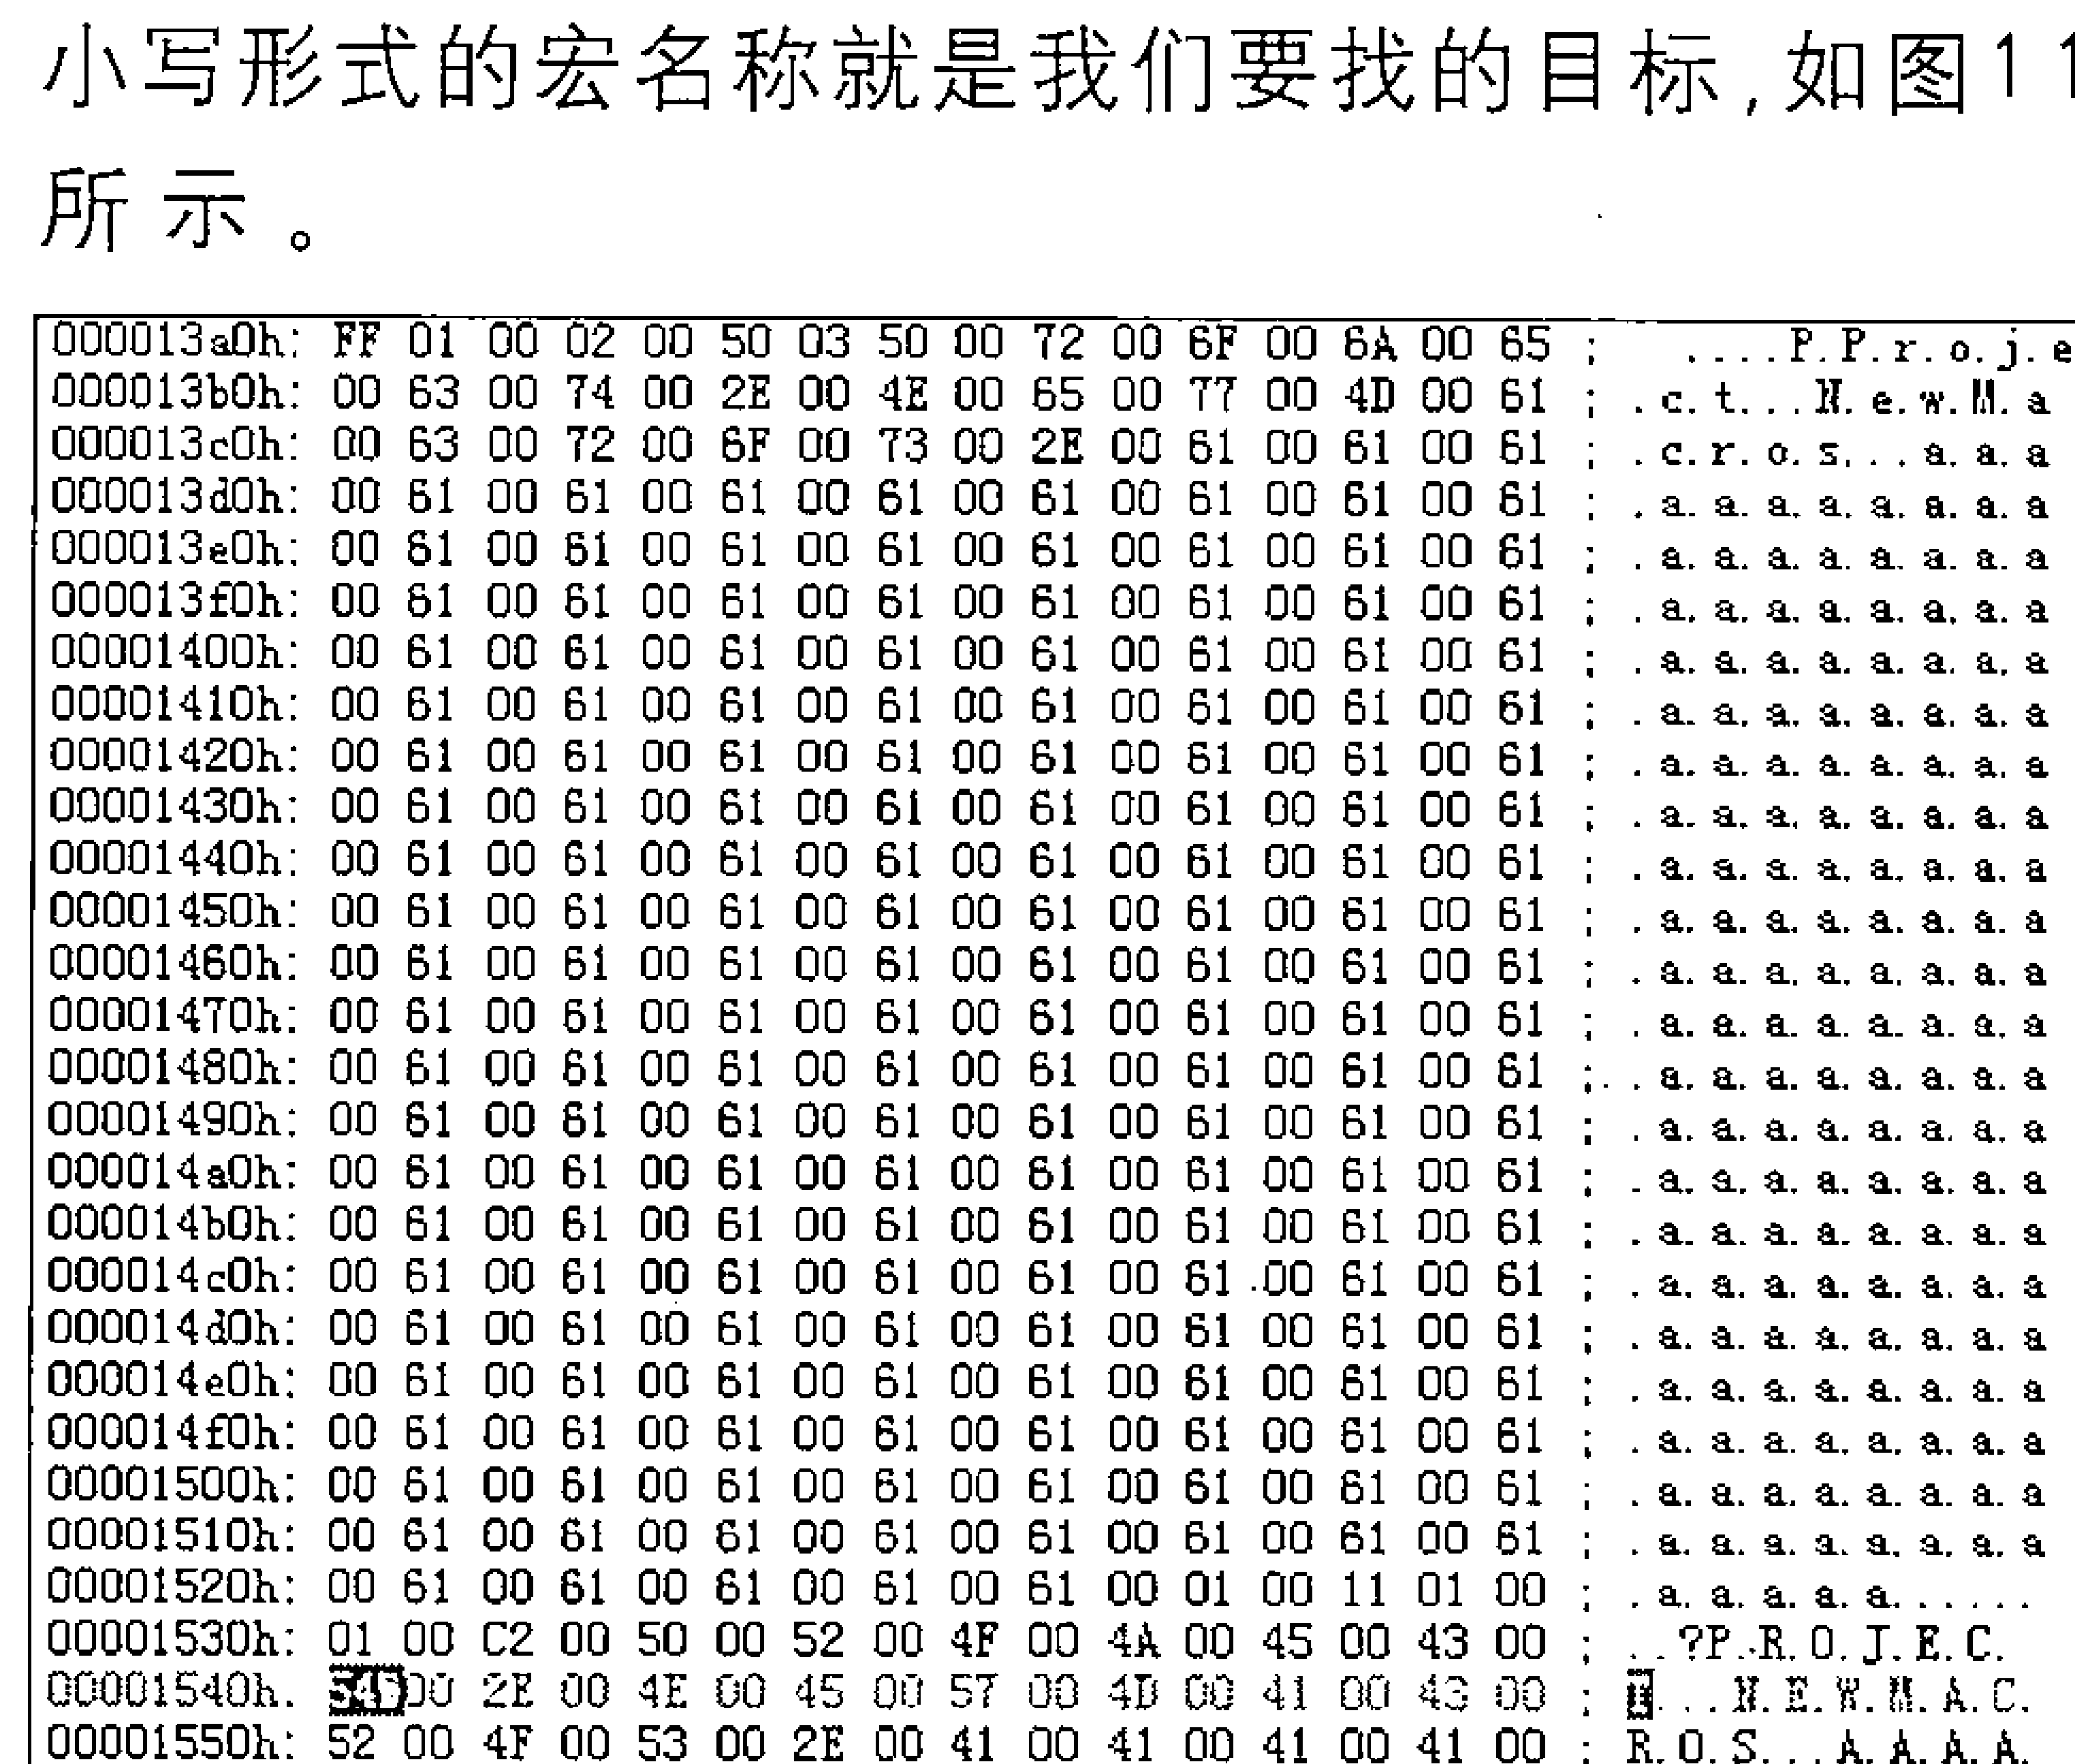 小写形式的宏名称就是我们要找的目标,如图11
所示。
000013a0h: FF 01 00 02 00 50 03 50 00 72 00 6F 00 6A 00 65 ; ....P.P.r.o.j.e
000013b0h: 00 63 00 74 00 2E 00 4E 00 65 00 77 00 4D 00 61 ; .c.t...N.e.w.M.a
000013c0h: 00 63 00 72 00 6F 00 73 00 2E 00 61 00 61 00 61 ; .c.r.o.s...a.a.a
000013d0h: 00 61 00 61 00 61 00 61 00 61 00 61 00 61 00 61 ; .a.a.a.a.a.a.a.a
000013e0h: 00 61 00 61 00 61 00 61 00 61 00 61 00 61 00 61 ; .a.a.a.a.a.a.a.a
000013f0h: 00 61 00 61 00 61 00 61 00 61 00 61 00 61 00 61 ; .a.a.a.a.a.a.a.a
00001400h: 00 61 00 61 00 61 00 61 00 61 00 61 00 61 00 61 ; .a.a.a.a.a.a.a.a
00001410h: 00 61 00 61 00 61 00 61 00 61 00 61 00 61 00 61 ; .a.a.a.a.a.a.a.a
00001420h: 00 61 00 61 00 61 00 61 00 61 00 61 00 61 00 61 ; .a.a.a.a.a.a.a.a
00001430h: 00 61 00 61 00 61 00 61 00 61 00 61 00 61 00 61 ; .a.a.a.a.a.a.a.a
00001440h: 00 61 00 61 00 61 00 61 00 61 00 61 00 61 00 61 ; .a.a.a.a.a.a.a.a
00001450h: 00 61 00 61 00 61 00 61 00 61 00 61 00 61 00 61 ; .a.a.a.a.a.a.a.a
00001460h: 00 61 00 61 00 61 00 61 00 61 00 61 00 61 00 61 ; .a.a.a.a.a.a.a.a
00001470h: 00 61 00 61 00 61 00 61 00 61 00 61 00 61 00 61 ; .a.a.a.a.a.a.a.a
00001480h: 00 61 00 61 00 61 00 61 00 61 00 61 00 61 00 61 ; .a.a.a.a.a.a.a.a
00001490h: 00 61 00 61 00 61 00 61 00 61 00 61 00 61 00 61 ; .a.a.a.a.a.a.a.a
000014a0h: 00 61 00 61 00 61 00 61 00 61 00 61 00 61 00 61 ; .a.a.a.a.a.a.a.a
000014b0h: 00 61 00 61 00 61 00 61 00 61 00 61 00 61 00 61 ; .a.a.a.a.a.a.a.a
000014c0h: 00 61 00 61 00 61 00 61 00 61 00 61 00 61 00 61 ; .a.a.a.a.a.a.a.a
000014d0h: 00 61 00 61 00 61 00 61 00 61 00 61 00 61 00 61 ; .a.a.a.a.a.a.a.a
000014e0h: 00 61 00 61 00 61 00 61 00 61 00 61 00 61 00 61 ; .a.a.a.a.a.a.a.a
000014f0h: 00 61 00 61 00 61 00 61 00 61 00 61 00 61 00 61 ; .a.a.a.a.a.a.a.a
00001500h: 00 61 00 61 00 61 00 61 00 61 00 61 00 61 00 61 ; .a.a.a.a.a.a.a.a
00001510h: 00 61 00 61 00 61 00 61 00 61 00 61 00 61 00 61 ; .a.a.a.a.a.a.a.a
00001520h: 00 61 00 61 00 61 00 61 00 61 00 01 00 11 01 00 ; .a.a.a.a.a......
00001530h: 01 00 C2 00 50 00 52 00 4F 00 4A 00 45 00 43 00 ; ..?P.R.O.J.E.C.
00001540h: 54 00 2E 00 4E 00 45 00 57 00 4D 00 41 00 43 00 ; T...N.E.W.M.A.C.
00001550h: 52 00 4F 00 53 00 2E 00 41 00 41 00 41 00 41 00 ; R.O.S...A.A.A.A.